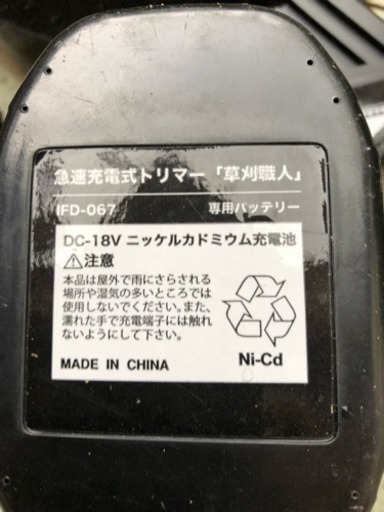 急速充電式トリマー「草刈職人」
IFD-067 専用バッテリー
DC-18V ニッケルカドミウム充電池
⚠注意
本品は屋外で雨にさらされる
場所や湿気の多いところでは
使用しないでください。また、
濡れた手で充電端子には触れ
ないようにして下さい。
MADE IN CHINA
Ni-Cd